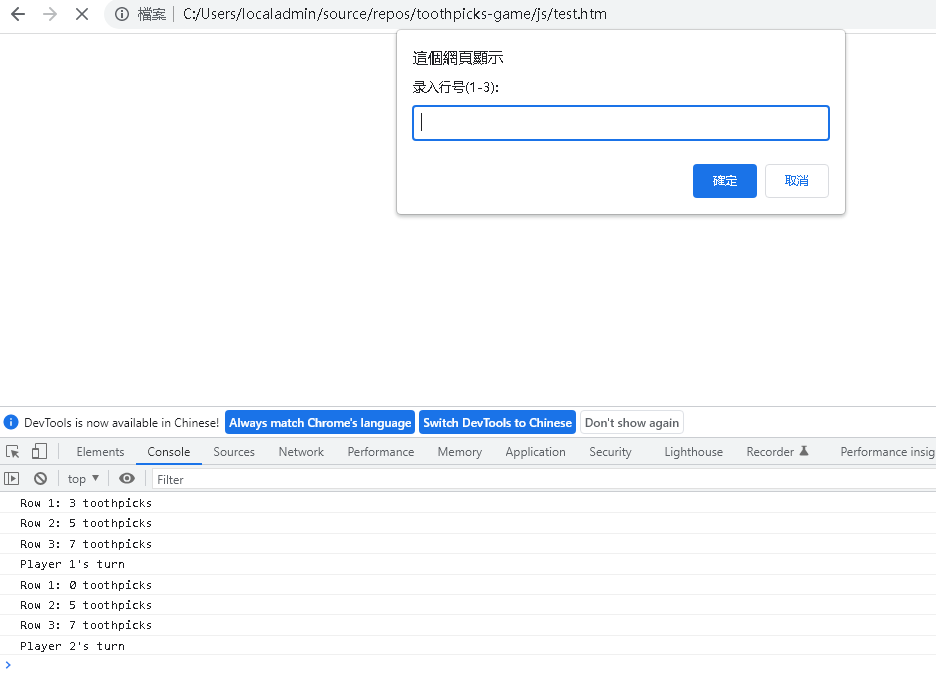 檔案 C:/Users/localadmin/source/repos/toothpicks-game/js/test.htm
這個網頁顯示
录入行号(1-3):
確定 取消
DevTools is now available in Chinese! Always match Chrome's language Switch DevTools to Chinese Don't show again
Elements Console Sources Network Performance Memory Application Security Lighthouse Recorder Performance insig
top Filter
Row 1: 3 toothpicks
Row 2: 5 toothpicks
Row 3: 7 toothpicks
Player 1's turn
Row 1: 0 toothpicks
Row 2: 5 toothpicks
Row 3: 7 toothpicks
Player 2's turn